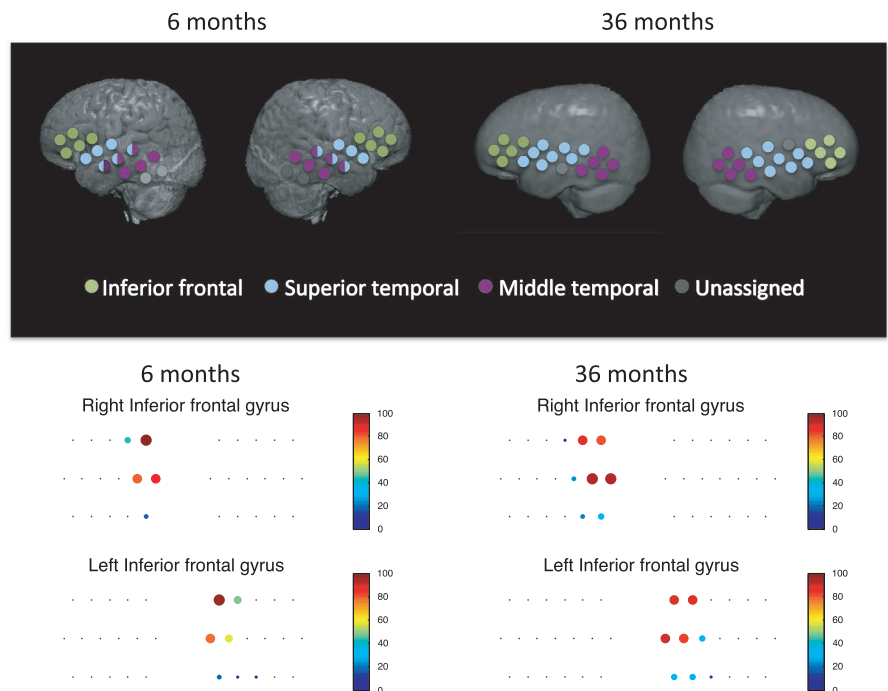 6 months 36 months
Inferior frontal Superior temporal Middle temporal Unassigned
6 months 36 months
Right Inferior frontal gyrus Right Inferior frontal gyrus
100 100
80 80
60 60
40 40
20 20
0 0
Left Inferior frontal gyrus Left Inferior frontal gyrus
100 100
80 80
60 60
40 40
20 20
0 0